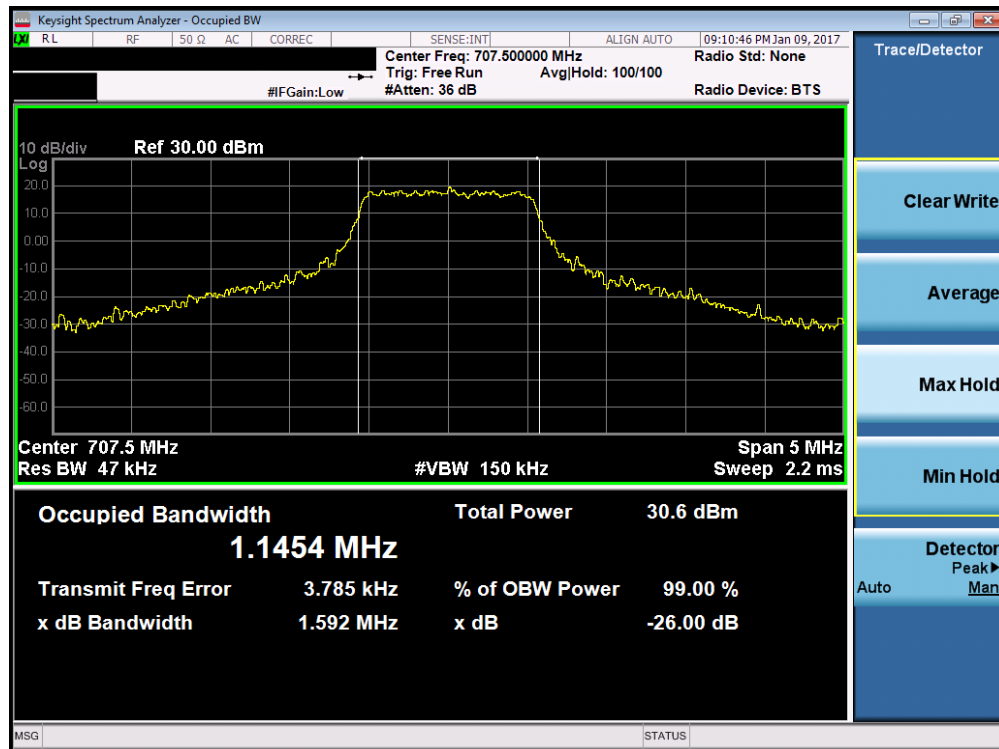 Keysight Spectrum Analyzer - Occupied BW
LXI RL RF 50 Ω AC CORREC SENSE:INT ALIGN AUTO 09:10:46 PM Jan 09, 2017
Center Freq: 707.500000 MHz Radio Std: None
Trig: Free Run Avg|Hold: 100/100
#IFGain:Low #Atten: 36 dB Radio Device: BTS
Trace/Detector
10 dB/div Ref 30.00 dBm
Log
20.0
10.0
0.00
-10.0
-20.0
-30.0
-40.0
-50.0
-60.0
Center 707.5 MHz Span 5 MHz
Res BW 47 kHz #VBW 150 kHz Sweep 2.2 ms
Occupied Bandwidth Total Power 30.6 dBm
1.1454 MHz
Transmit Freq Error 3.785 kHz % of OBW Power 99.00 %
x dB Bandwidth 1.592 MHz x dB -26.00 dB
Clear Write
Average
Max Hold
Min Hold
Detector
Peak▶
Auto Man
MSG STATUS